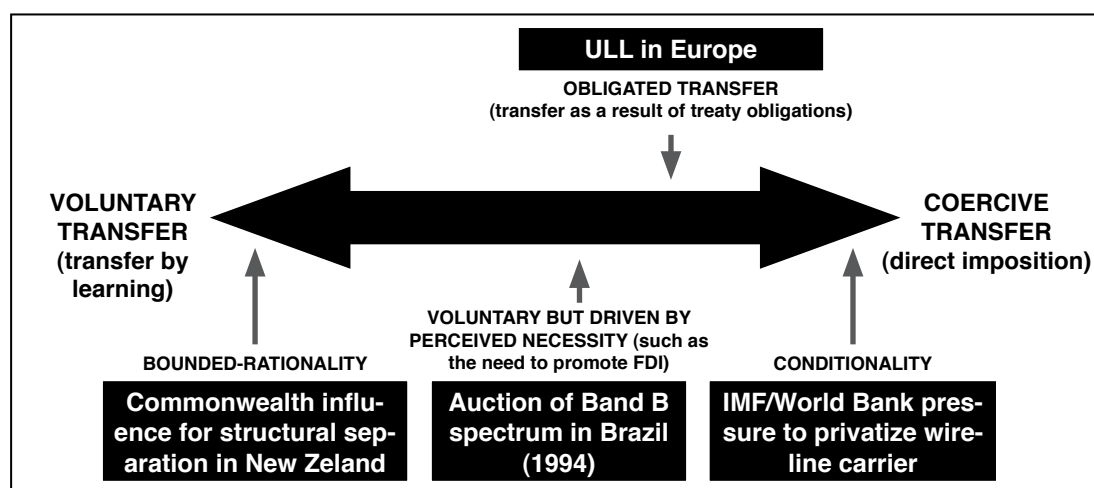 ULL in Europe
OBLIGATED TRANSFER
(transfer as a result of treaty obligations)
VOLUNTARY
TRANSFER
(transfer by
learning)
COERCIVE
TRANSFER
(direct imposition)
BOUNDED-RATIONALITY
Commonwealth influ-
ence for structural sep-
aration in New Zeland
VOLUNTARY BUT DRIVEN BY
PERCEIVED NECESSITY (such as
the need to promote FDI)
Auction of Band B
spectrum in Brazil
(1994)
CONDITIONALITY
IMF/World Bank pres-
sure to privatize wire-
line carrier